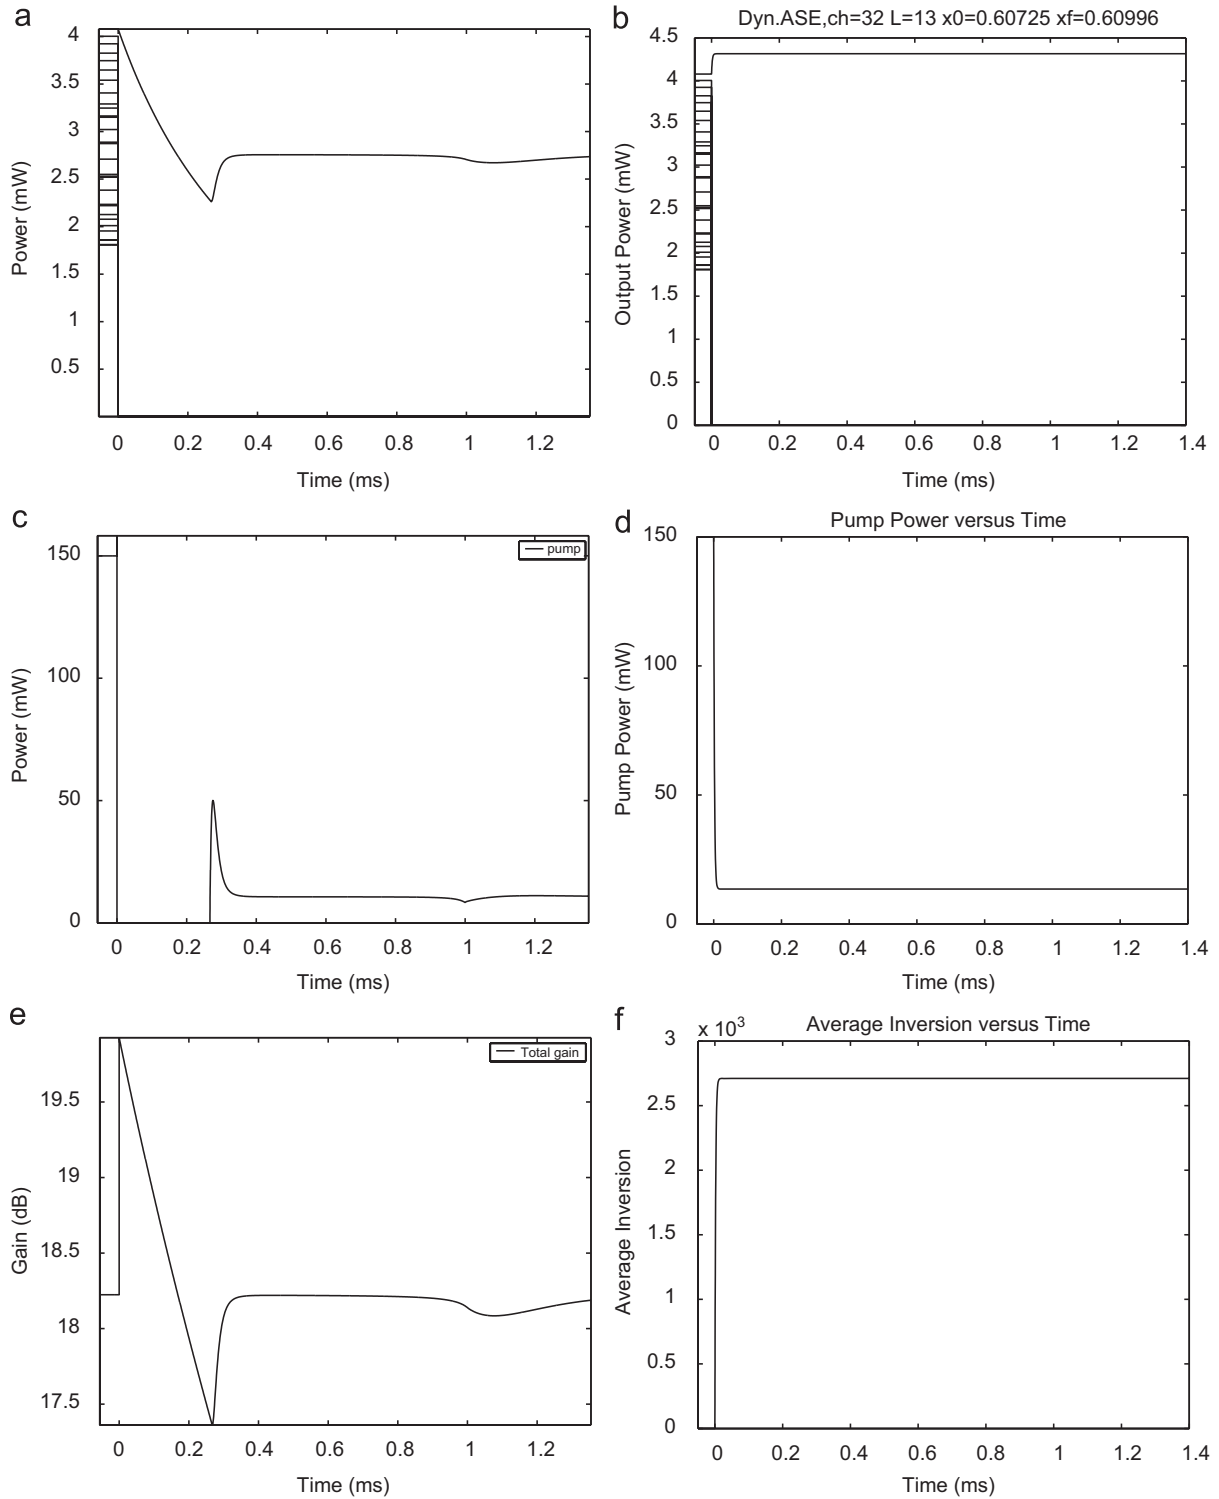 a
4
3.5
3
2.5
2
1.5
1
0.5
Power (mW)
0 0.2 0.4 0.6 0.8 1 1.2
Time (ms)
b
Dyn.ASE,ch=32 L=13 x0=0.60725 xf=0.60996
4.5
4
3.5
3
2.5
2
1.5
1
0.5
0
Output Power (mW)
0 0.2 0.4 0.6 0.8 1 1.2 1.4
Time (ms)
c
pump
150
100
50
0
Power (mW)
0 0.2 0.4 0.6 0.8 1 1.2
Time (ms)
d
Pump Power versus Time
150
100
50
0
Pump Power (mW)
0 0.2 0.4 0.6 0.8 1 1.2 1.4
Time (ms)
e
Total gain
19.5
19
18.5
18
17.5
Gain (dB)
0 0.2 0.4 0.6 0.8 1 1.2
Time (ms)
f
x 10³
Average Inversion versus Time
3
2.5
2
1.5
1
0.5
0
Average Inversion
0 0.2 0.4 0.6 0.8 1 1.2 1.4
Time (ms)